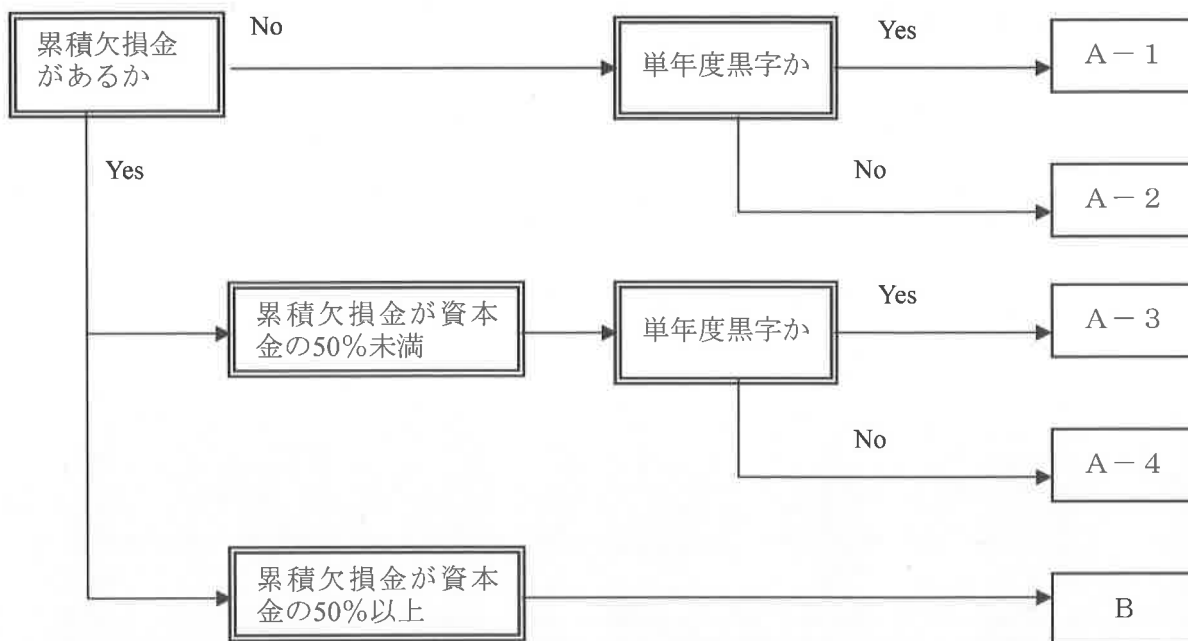 累積欠損金
があるか
No
単年度黒字か
Yes
A－1
Yes
No
A－2
累積欠損金が資本
金の50％未満
単年度黒字か
Yes
A－3
No
A－4
累積欠損金が資本
金の50％以上
B